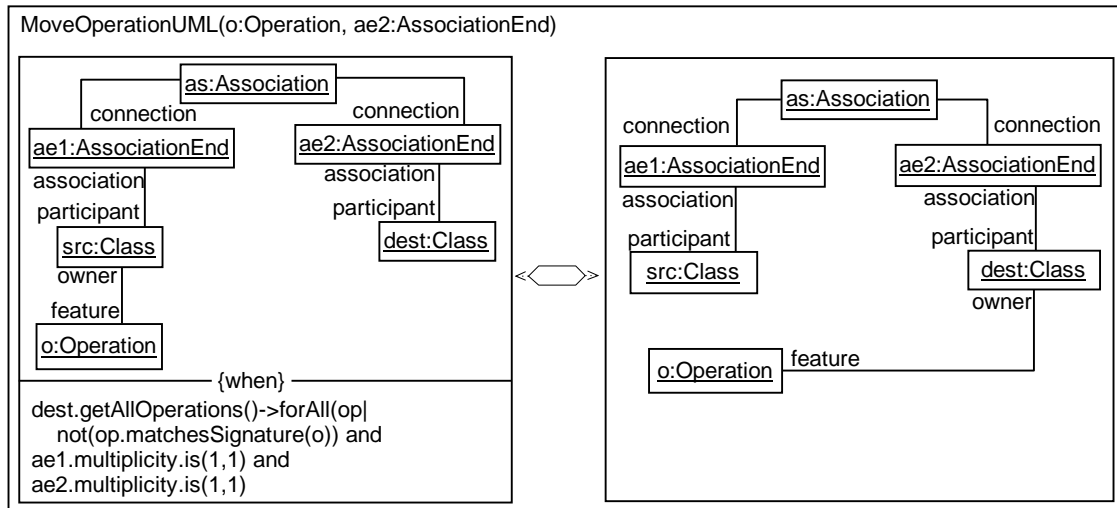 MoveOperationUML(o:Operation, ae2:AssociationEnd)
as:Association
connection
connection
ae1:AssociationEnd
ae2:AssociationEnd
association
association
participant
participant
src:Class
dest:Class
owner
feature
o:Operation
{when}
dest.getAllOperations()->forAll(op|
not(op.matchesSignature(o)) and
ae1.multiplicity.is(1,1) and
ae2.multiplicity.is(1,1)
as:Association
connection
connection
ae1:AssociationEnd
ae2:AssociationEnd
association
association
participant
participant
src:Class
dest:Class
owner
o:Operation
feature